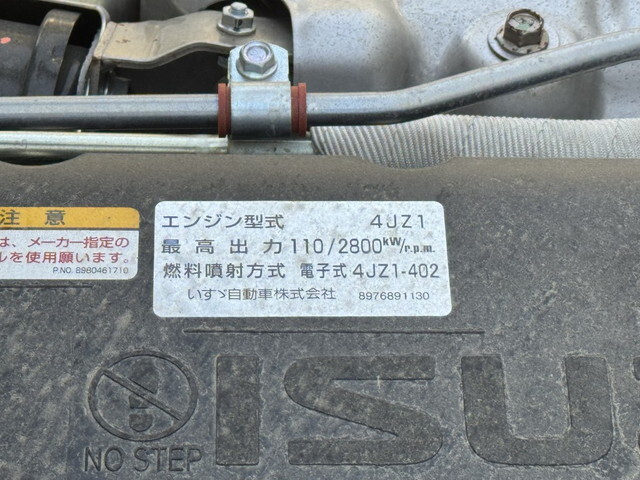 注 意
は、メーカー指定の
ルを使用願います。
P.NO. 8980461710
エンジン型式 4JZ1
最高出力 110/2800kW/r.p.m.
燃料噴射方式 電子式 4JZ1-402
いすゞ自動車株式会社 8976891130
NO STEP
ISU